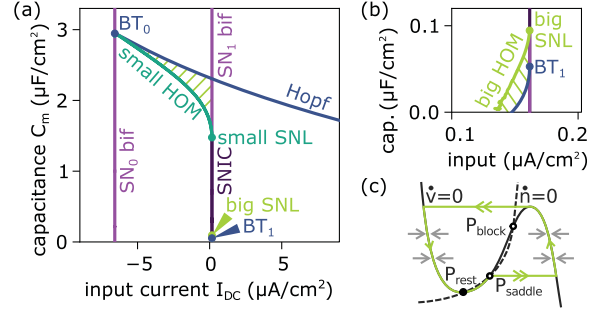 (a)
capacitance Cₘ (µF/cm²)
3
2
1
0
BT₀
SN₁ bif
Hopf
small HOM
small SNL
SN₀ bif
SNIC
big SNL
BT₁
−5
0
5
input current I_DC (µA/cm²)
(b)
cap. (µF/cm²)
0.1
0.0
big HOM
big
SNL
BT₁
0.1
0.2
input (µA/cm²)
(c)
v̇=0
ṅ=0
P_block
P_rest
P_saddle